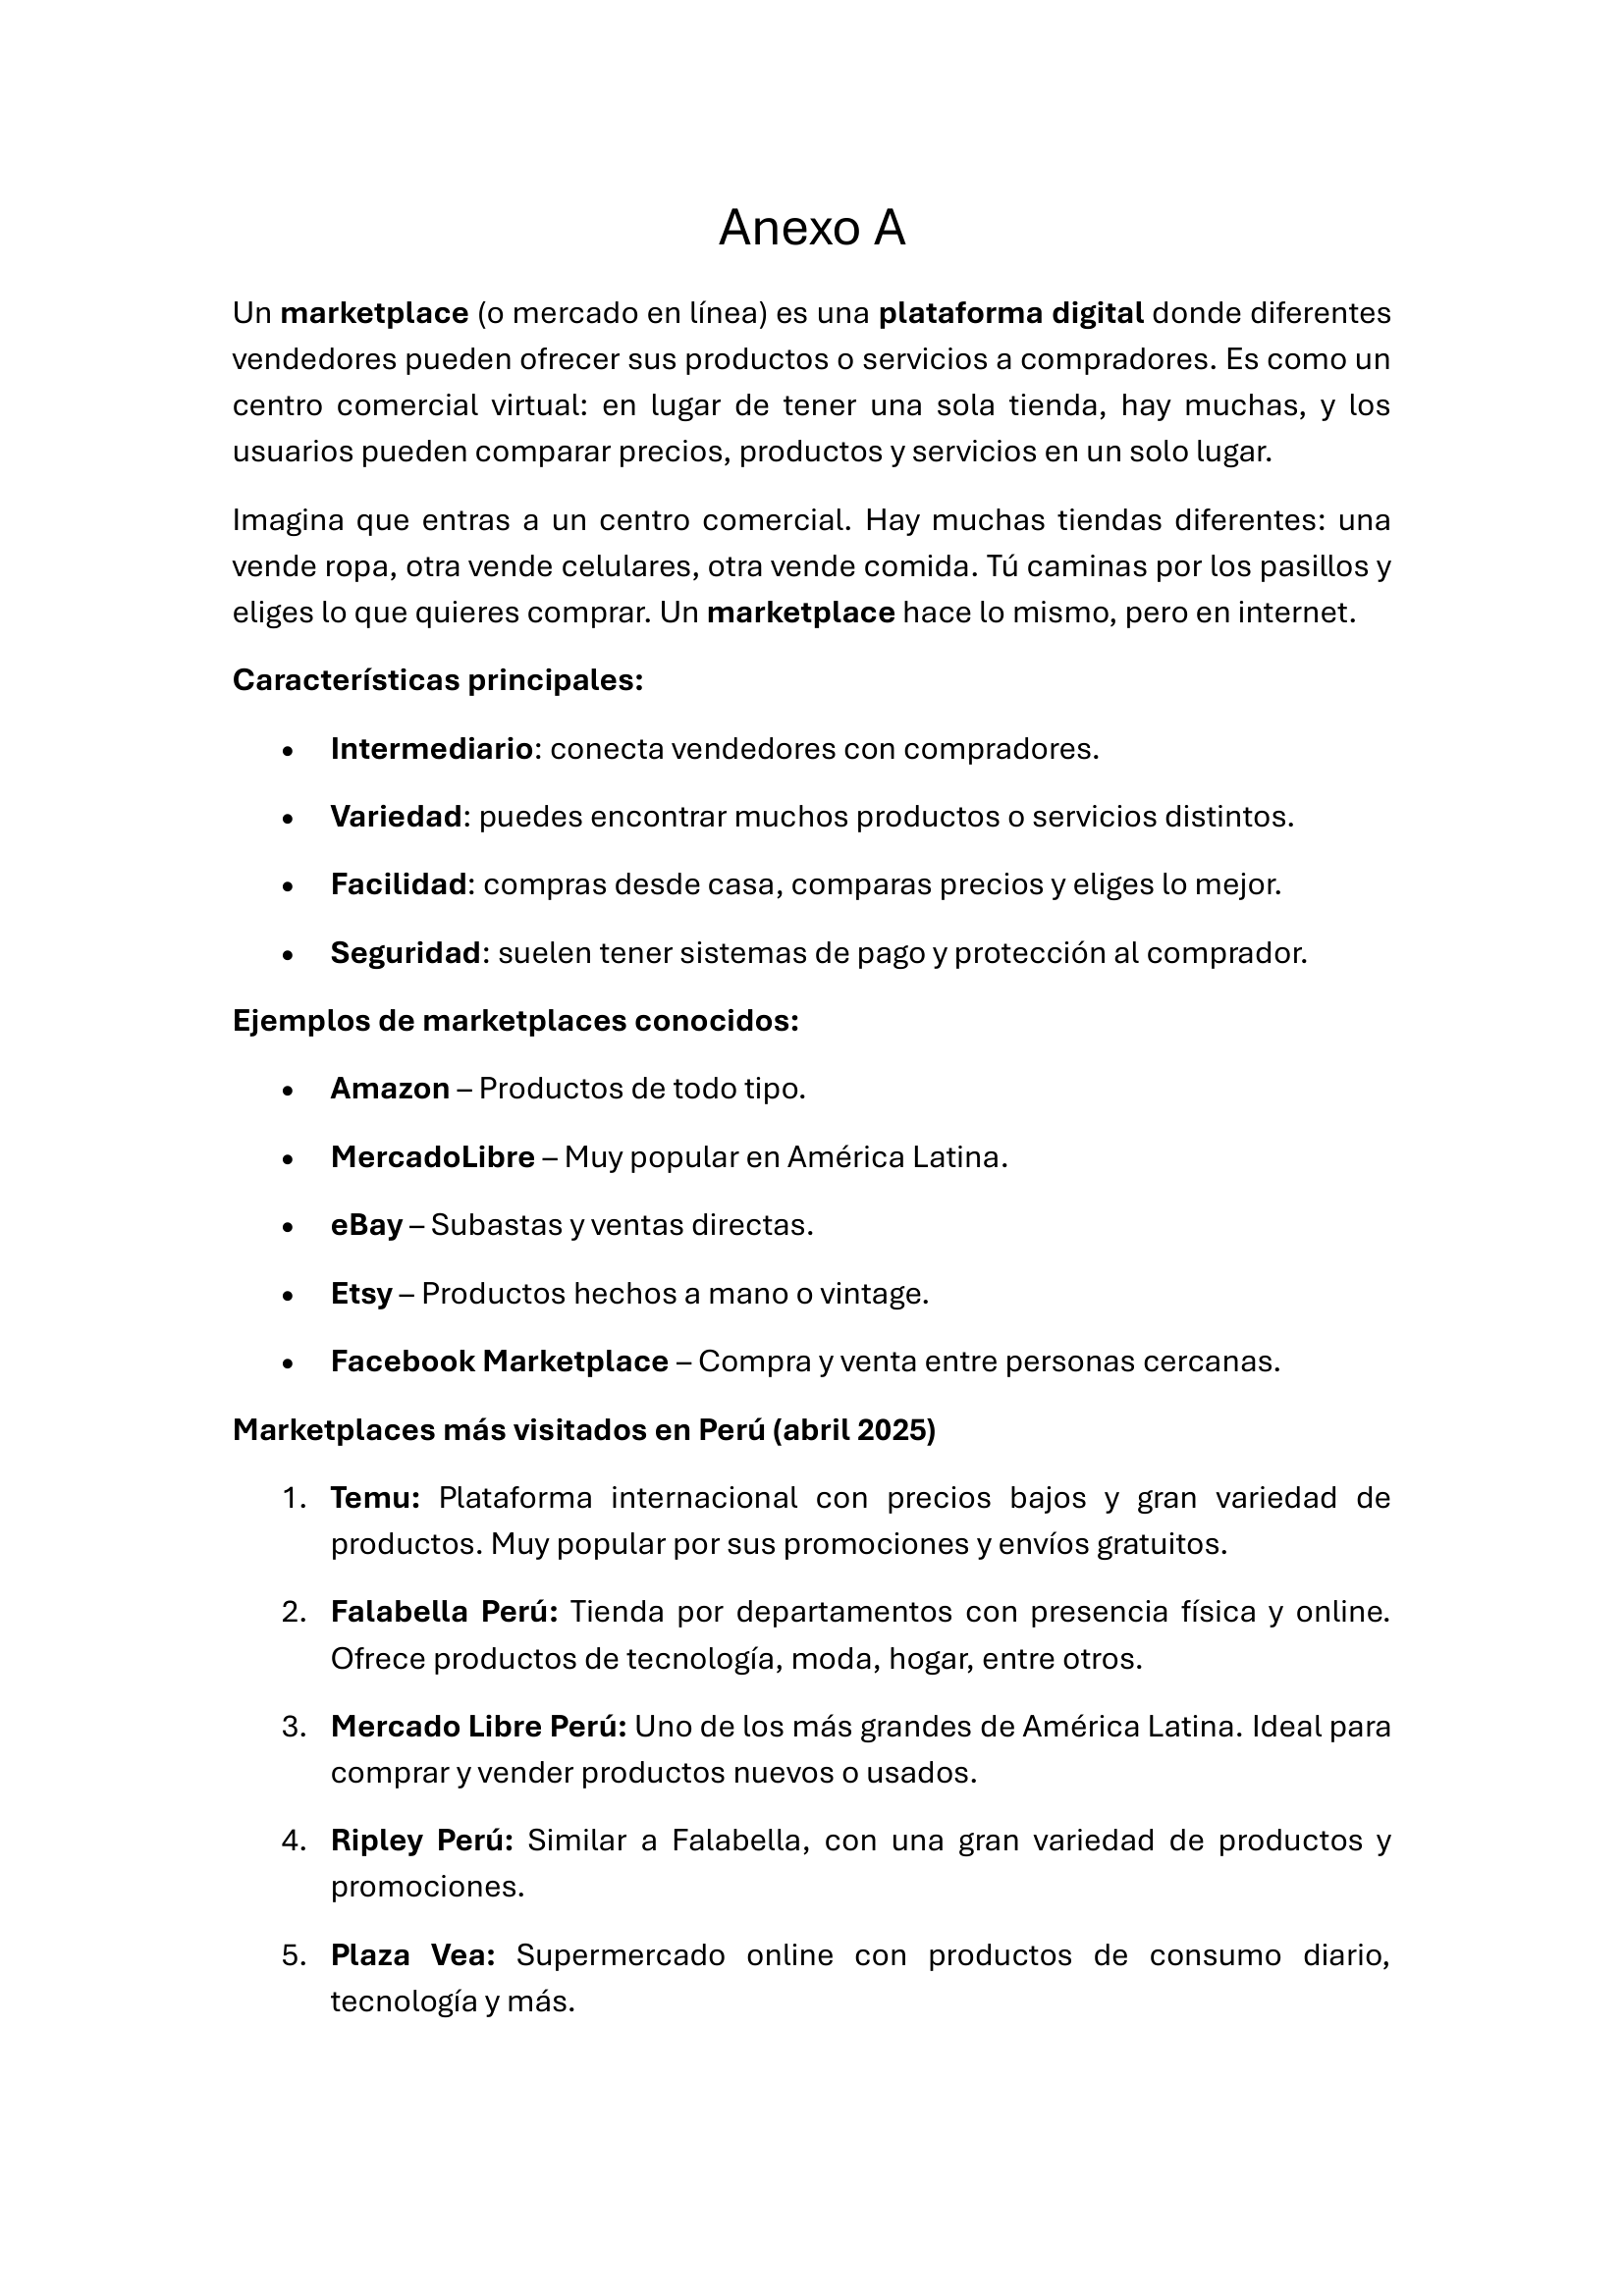 Anexo A
Un marketplace (o mercado en línea) es una plataforma digital donde diferentes
vendedores pueden ofrecer sus productos o servicios a compradores. Es como un
centro comercial virtual: en lugar de tener una sola tienda, hay muchas, y los
usuarios pueden comparar precios, productos y servicios en un solo lugar.
Imagina que entras a un centro comercial. Hay muchas tiendas diferentes: una
vende ropa, otra vende celulares, otra vende comida. Tú caminas por los pasillos y
eliges lo que quieres comprar. Un marketplace hace lo mismo, pero en internet.
Características principales:
• Intermediario: conecta vendedores con compradores.
• Variedad: puedes encontrar muchos productos o servicios distintos.
• Facilidad: compras desde casa, comparas precios y eliges lo mejor.
• Seguridad: suelen tener sistemas de pago y protección al comprador.
Ejemplos de marketplaces conocidos:
• Amazon – Productos de todo tipo.
• MercadoLibre – Muy popular en América Latina.
• eBay – Subastas y ventas directas.
• Etsy – Productos hechos a mano o vintage.
• Facebook Marketplace – Compra y venta entre personas cercanas.
Marketplaces más visitados en Perú (abril 2025)
1. Temu: Plataforma internacional con precios bajos y gran variedad de
productos. Muy popular por sus promociones y envíos gratuitos.
2. Falabella Perú: Tienda por departamentos con presencia física y online.
Ofrece productos de tecnología, moda, hogar, entre otros.
3. Mercado Libre Perú: Uno de los más grandes de América Latina. Ideal para
comprar y vender productos nuevos o usados.
4. Ripley Perú: Similar a Falabella, con una gran variedad de productos y
promociones.
5. Plaza Vea: Supermercado online con productos de consumo diario,
tecnología y más.